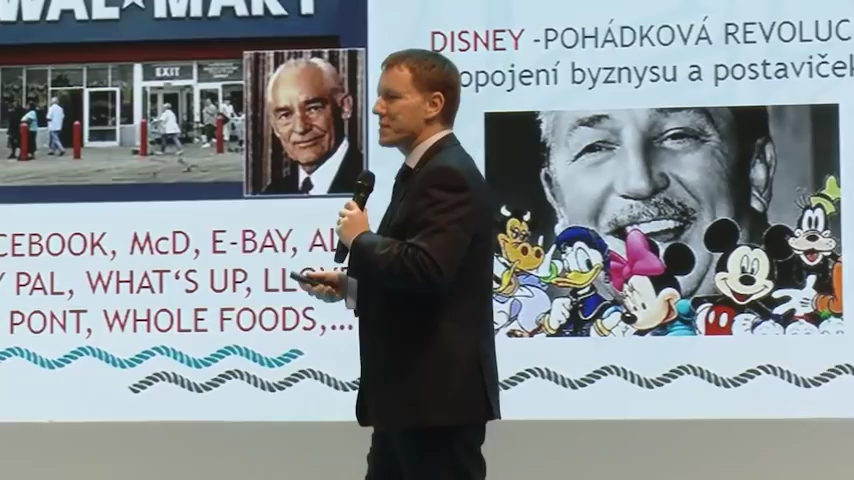 WAL★MART
EXIT
CEBOOK, McD, E-BAY, AL
PAL, WHAT'S UP, LL
PONT, WHOLE FOODS,...
DISNEY -POHÁDKOVÁ REVOLUC
opojení byznysu a postaviček